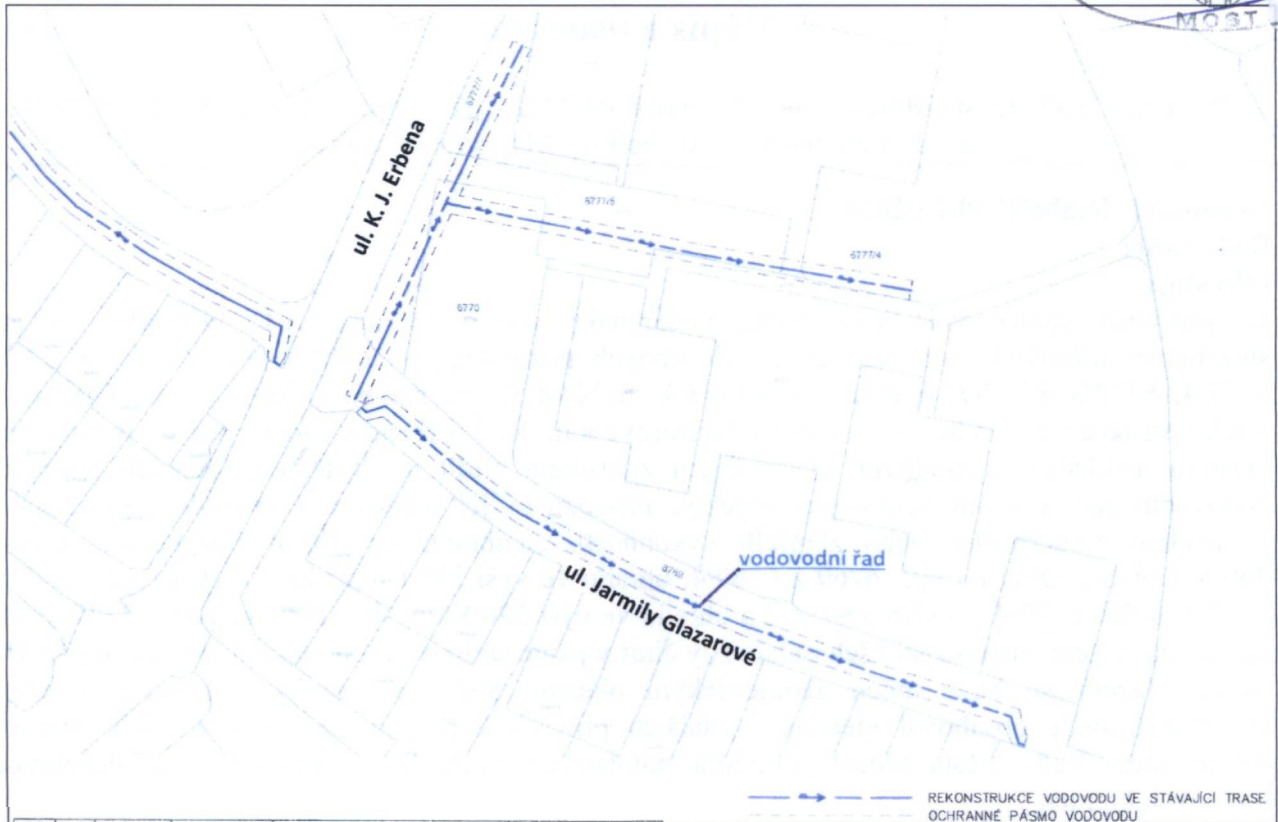 MOST
6777/1
ul. K. J. Erbena
6777/5
6777/4
6770
vodovodní řad
ul. Jarmily Glazarové
REKONSTRUKCE VODOVODU VE STÁVAJÍCÍ TRASE
OCHRANNÉ PÁSMO VODOVODU